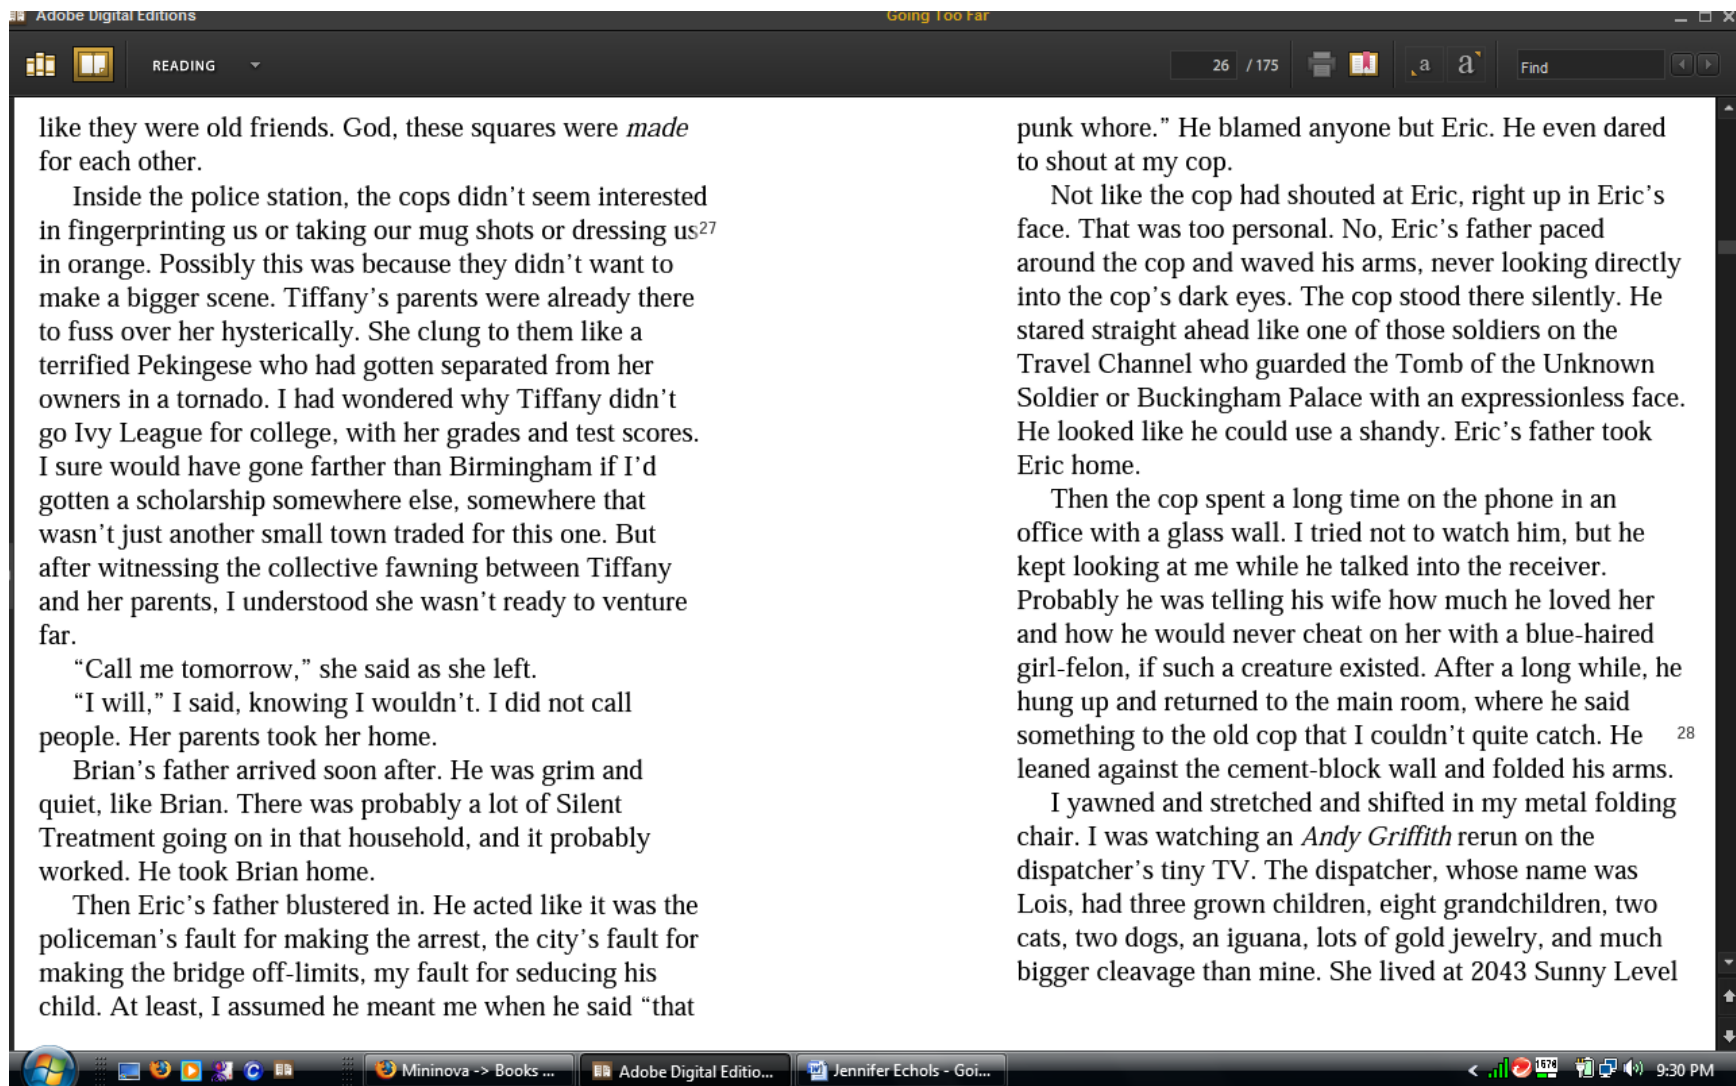 Adobe Digital Editions
Going Too Far
READING
26 / 175
a
a
Find
like they were old friends. God, these squares were made
for each other.
Inside the police station, the cops didn’t seem interested
in fingerprinting us or taking our mug shots or dressing us
27
in orange. Possibly this was because they didn’t want to
make a bigger scene. Tiffany’s parents were already there
to fuss over her hysterically. She clung to them like a
terrified Pekingese who had gotten separated from her
owners in a tornado. I had wondered why Tiffany didn’t
go Ivy League for college, with her grades and test scores.
I sure would have gone farther than Birmingham if I’d
gotten a scholarship somewhere else, somewhere that
wasn’t just another small town traded for this one. But
after witnessing the collective fawning between Tiffany
and her parents, I understood she wasn’t ready to venture
far.
“Call me tomorrow,” she said as she left.
“I will,” I said, knowing I wouldn’t. I did not call
people. Her parents took her home.
Brian’s father arrived soon after. He was grim and
quiet, like Brian. There was probably a lot of Silent
Treatment going on in that household, and it probably
worked. He took Brian home.
Then Eric’s father blustered in. He acted like it was the
policeman’s fault for making the arrest, the city’s fault for
making the bridge off-limits, my fault for seducing his
child. At least, I assumed he meant me when he said “that
punk whore.” He blamed anyone but Eric. He even dared
to shout at my cop.
Not like the cop had shouted at Eric, right up in Eric’s
face. That was too personal. No, Eric’s father paced
around the cop and waved his arms, never looking directly
into the cop’s dark eyes. The cop stood there silently. He
stared straight ahead like one of those soldiers on the
Travel Channel who guarded the Tomb of the Unknown
Soldier or Buckingham Palace with an expressionless face.
He looked like he could use a shandy. Eric’s father took
Eric home.
Then the cop spent a long time on the phone in an
office with a glass wall. I tried not to watch him, but he
kept looking at me while he talked into the receiver.
Probably he was telling his wife how much he loved her
and how he would never cheat on her with a blue-haired
girl-felon, if such a creature existed. After a long while, he
hung up and returned to the main room, where he said
something to the old cop that I couldn’t quite catch. He
28
leaned against the cement-block wall and folded his arms.
I yawned and stretched and shifted in my metal folding
chair. I was watching an Andy Griffith rerun on the
dispatcher’s tiny TV. The dispatcher, whose name was
Lois, had three grown children, eight grandchildren, two
cats, two dogs, an iguana, lots of gold jewelry, and much
bigger cleavage than mine. She lived at 2043 Sunny Level
Mininova -> Books ...
Adobe Digital Editio...
Jennifer Echols - Goi...
9:30 PM